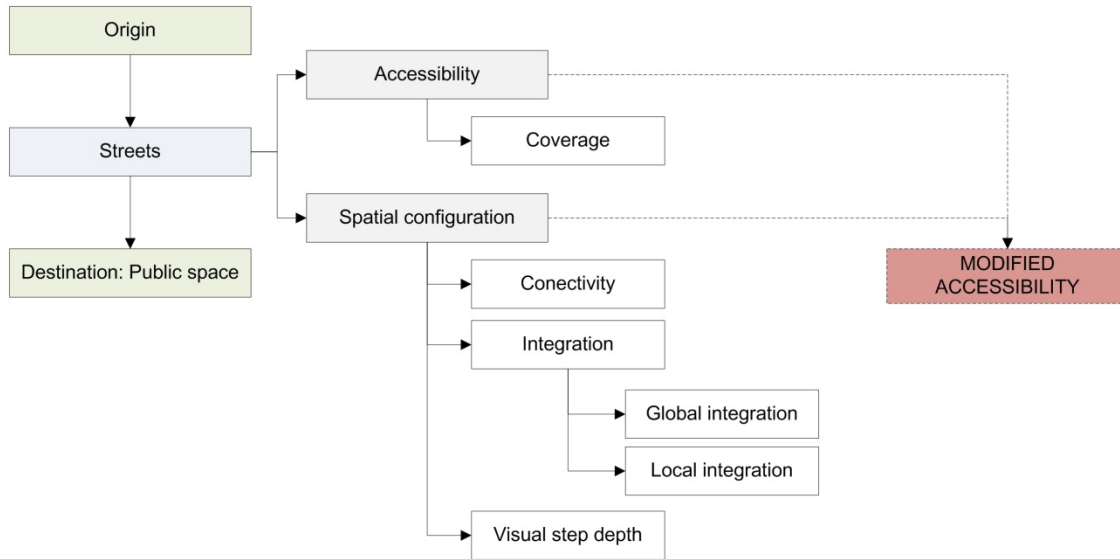 Origin
Accessibility
Coverage
Streets
Spatial configuration
Destination: Public space
MODIFIED
ACCESSIBILITY
Conectivity
Integration
Global integration
Local integration
Visual step depth